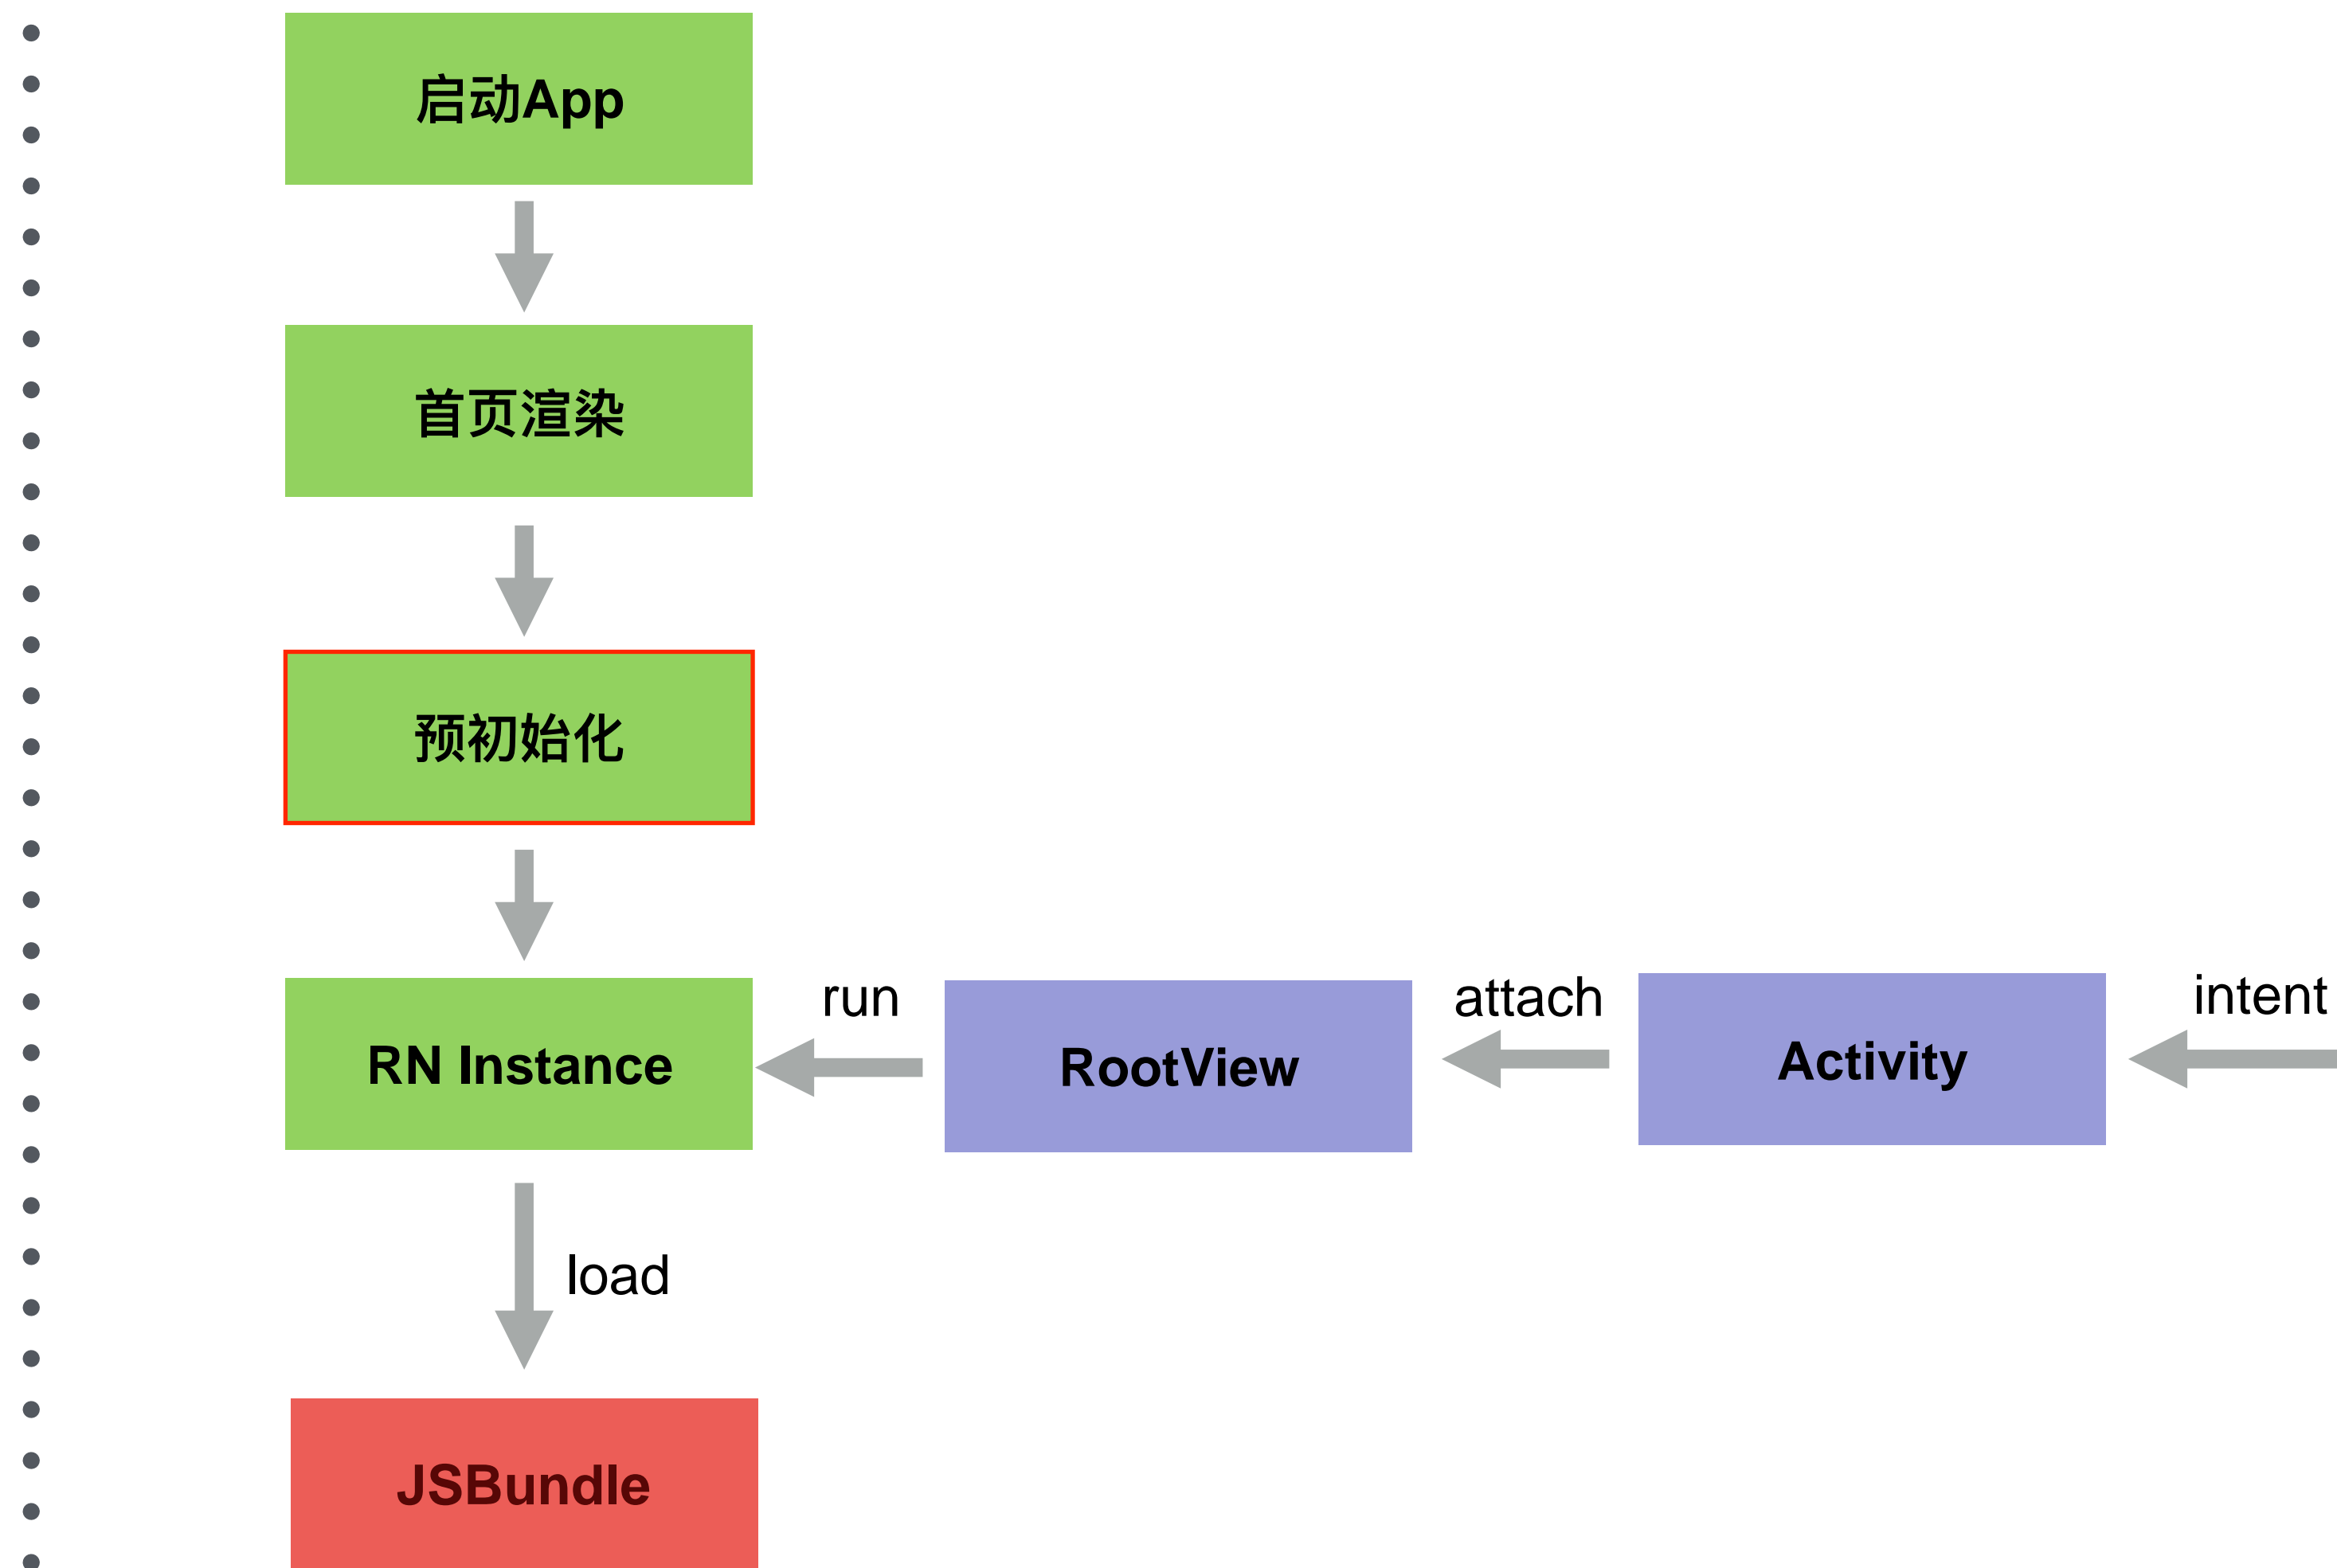 启动App
首页渲染
预初始化
RN Instance
run
RootView
attach
Activity
intent
load
JSBundle